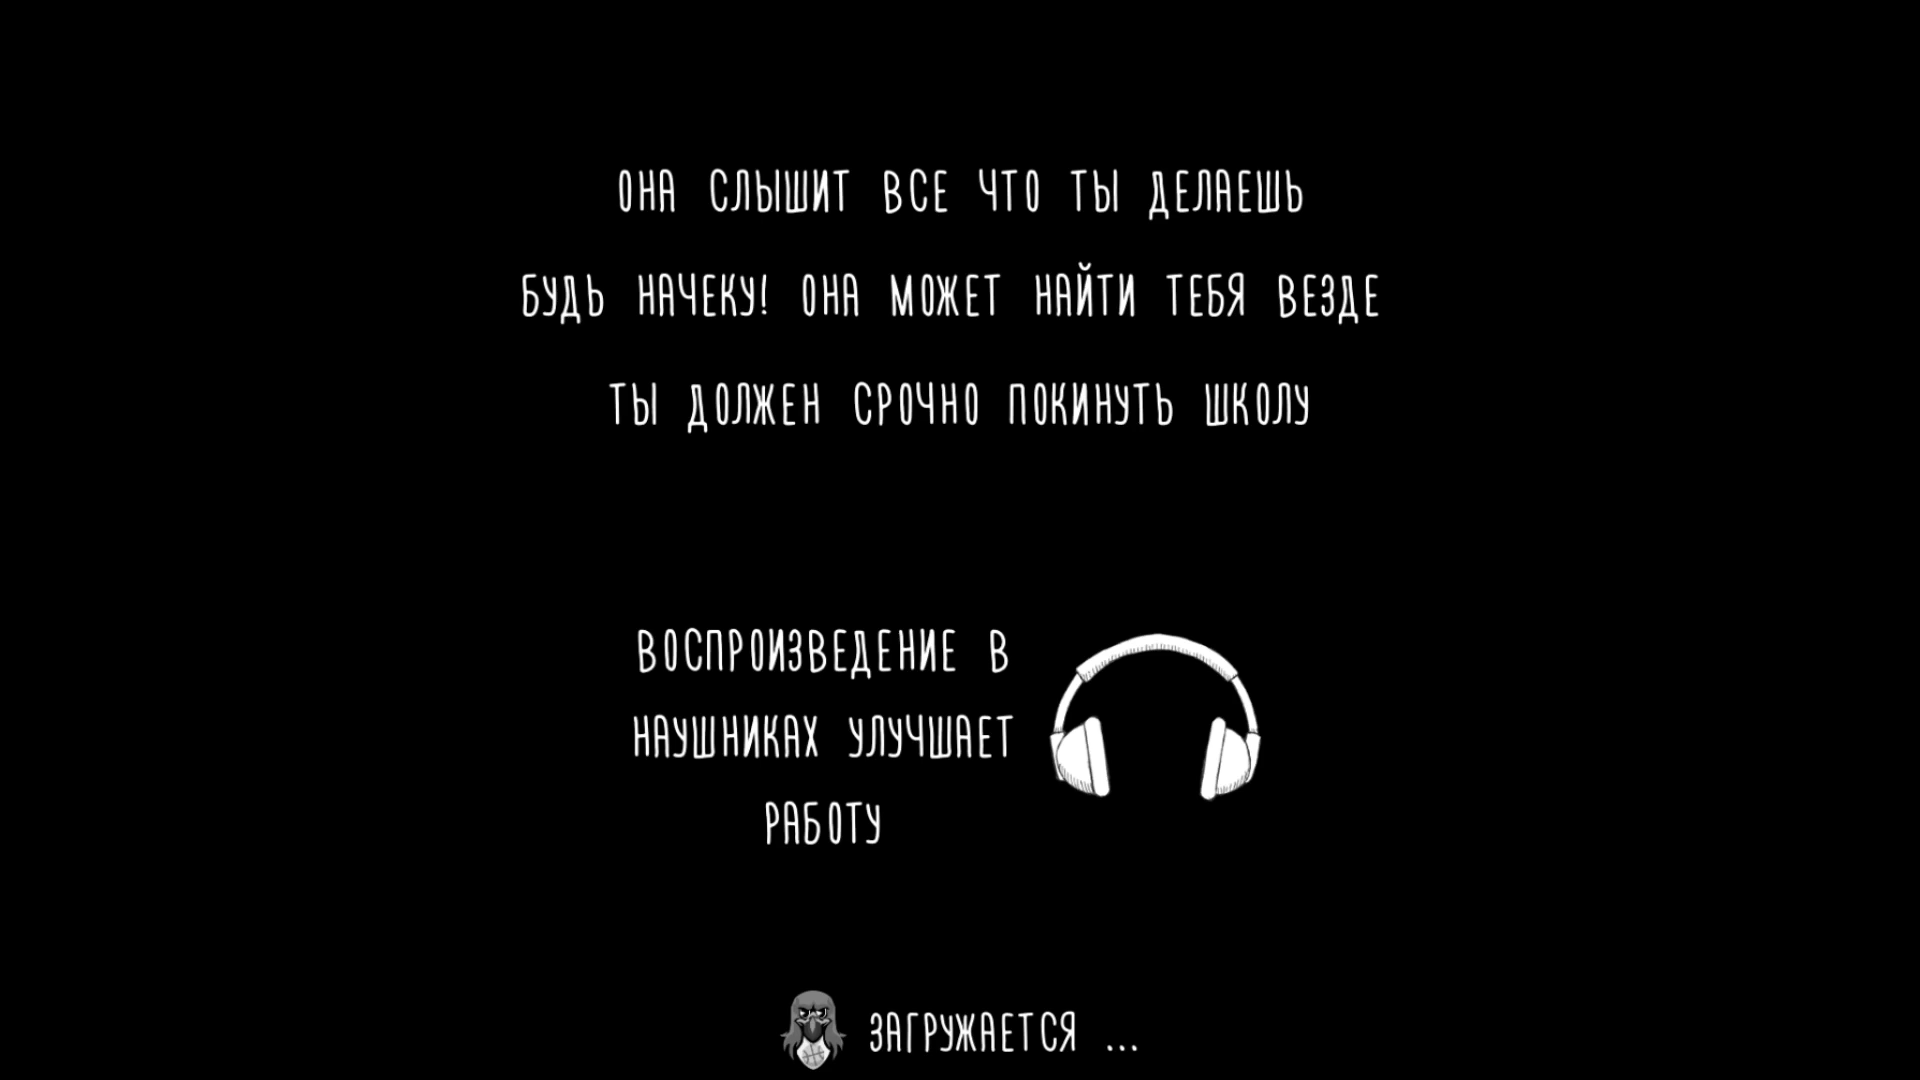 ОНА СЛЫШИТ ВСЕ ЧТО ТЫ ДЕЛАЕШЬ
БУДЬ НАЧЕКУ! ОНА МОЖЕТ НАЙТИ ТЕБЯ ВЕЗДЕ
ТЫ ДОЛЖЕН СРОЧНО ПОКИНУТЬ ШКОЛУ
ВОСПРОИЗВЕДЕНИЕ В
НАУШНИКАХ УЛУЧШАЕТ
РАБОТУ
ЗАГРУЖАЕТСЯ ...